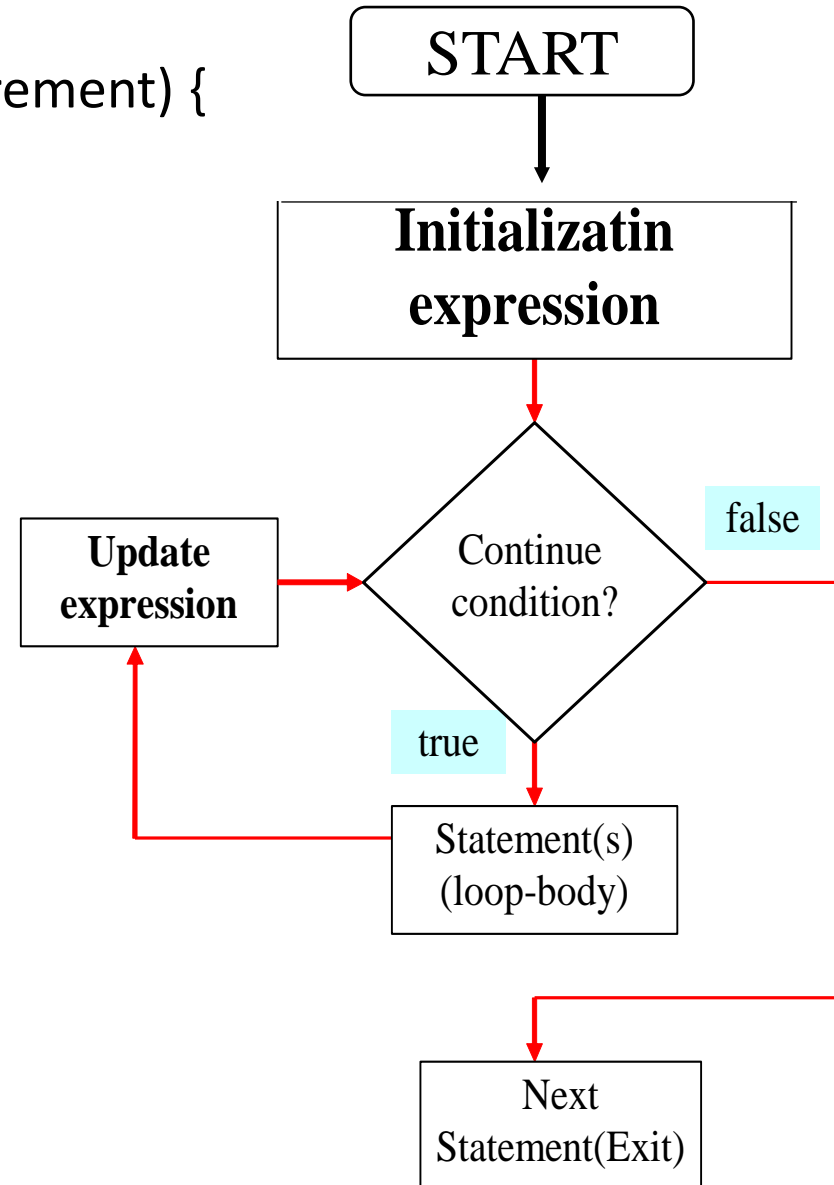 START
rement) {
Initializatin
expression
false
Update
expression
Continue
condition?
true
Statement(s)
(loop-body)
Next
Statement(Exit)